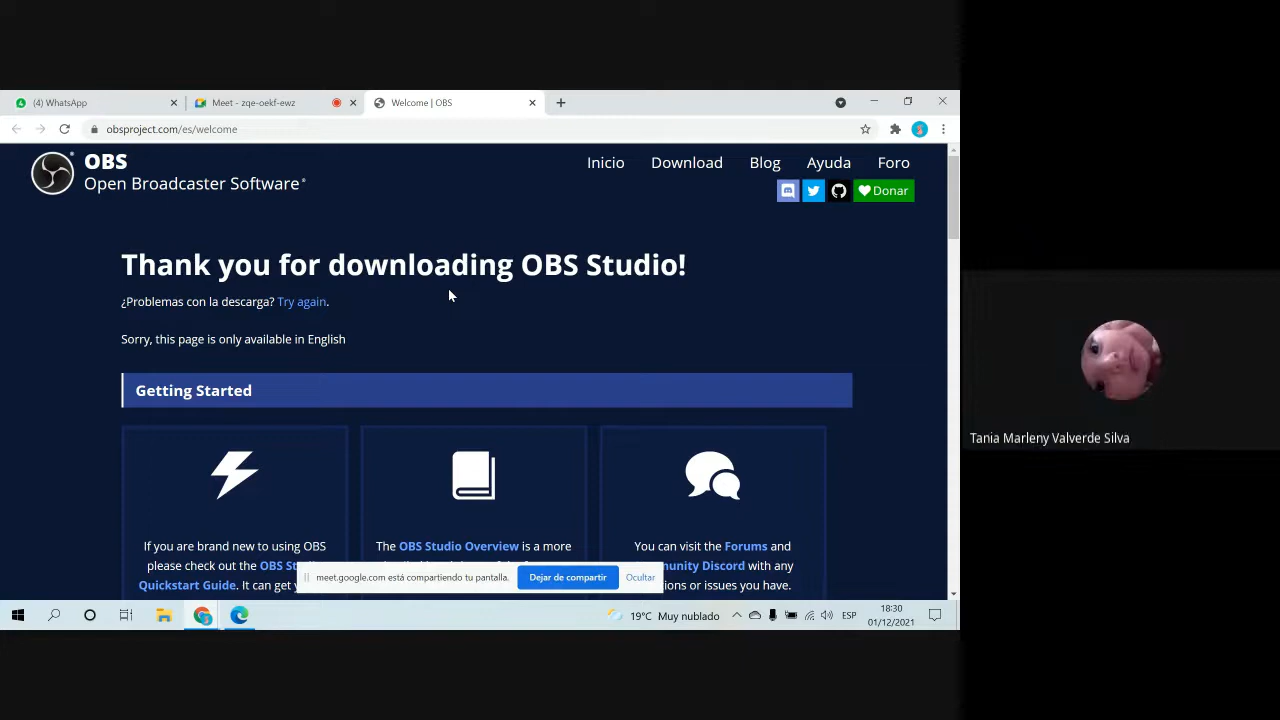 (4) WhatsApp
Meet - zqe-oekf-ewz
Welcome | OBS
obsproject.com/es/welcome
OBS
Open Broadcaster Software
Inicio Download Blog Ayuda Foro
Donar
Thank you for downloading OBS Studio!
¿Problemas con la descarga? Try again.
Sorry, this page is only available in English
Getting Started
If you are brand new to using OBS
please check out the OBS
Quickstart Guide. It can get
The OBS Studio Overview is a more
You can visit the Forums and
Discord with any
or issues you have.
meet.google.com está compartiendo tu pantalla.
Dejar de compartir
Ocultar
19°C Muy nublado
ESP
18:30
01/12/2021
Tania Marleny Valverde Silva